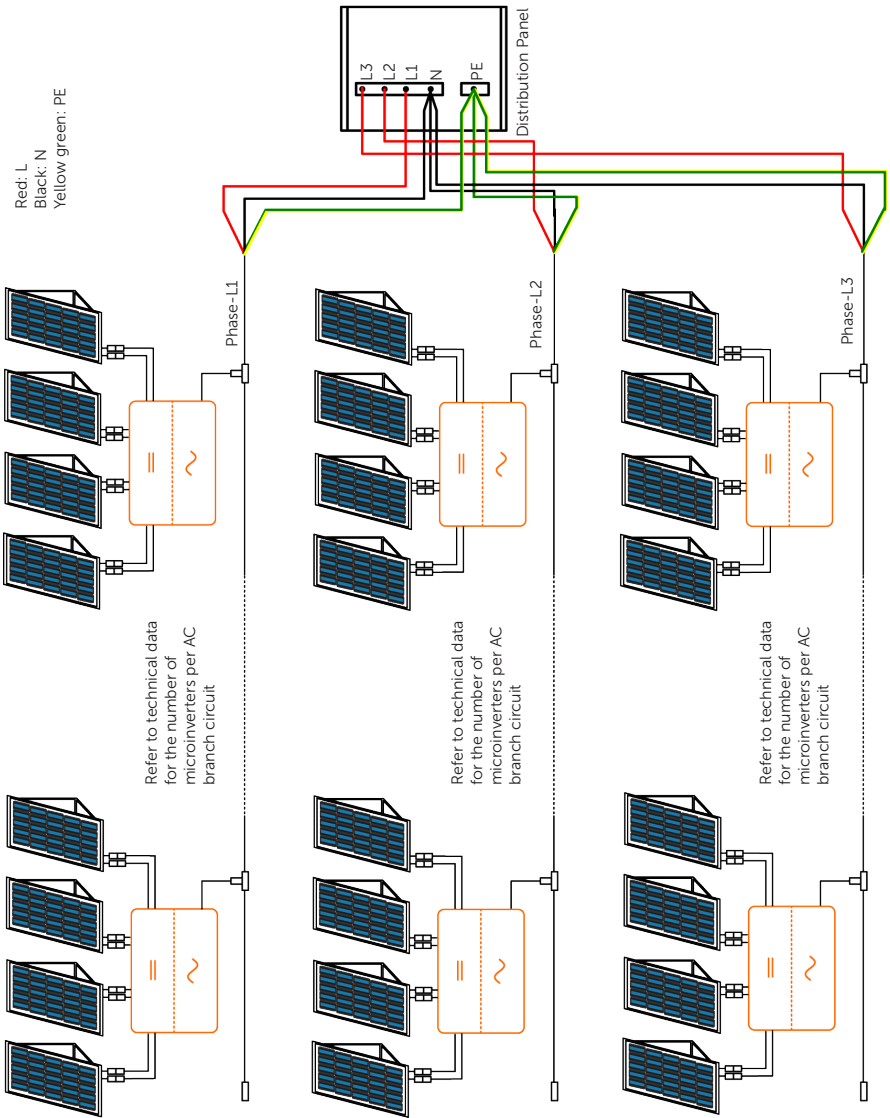 Red: L
Black: N
Yellow green: PE
L3
L2
L1
N
PE
Distribution Panel
Phase-L1
Refer to technical data
for the number of
microinverters per AC
branch circuit
Phase-L2
Refer to technical data
for the number of
microinverters per AC
branch circuit
Phase-L3
Refer to technical data
for the number of
microinverters per AC
branch circuit